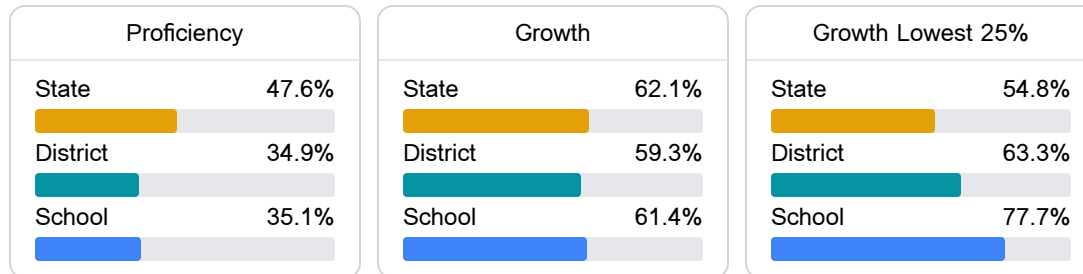 Proficiency
State 47.6%
District 34.9%
School 35.1%
Growth
State 62.1%
District 59.3%
School 61.4%
Growth Lowest 25%
State 54.8%
District 63.3%
School 77.7%